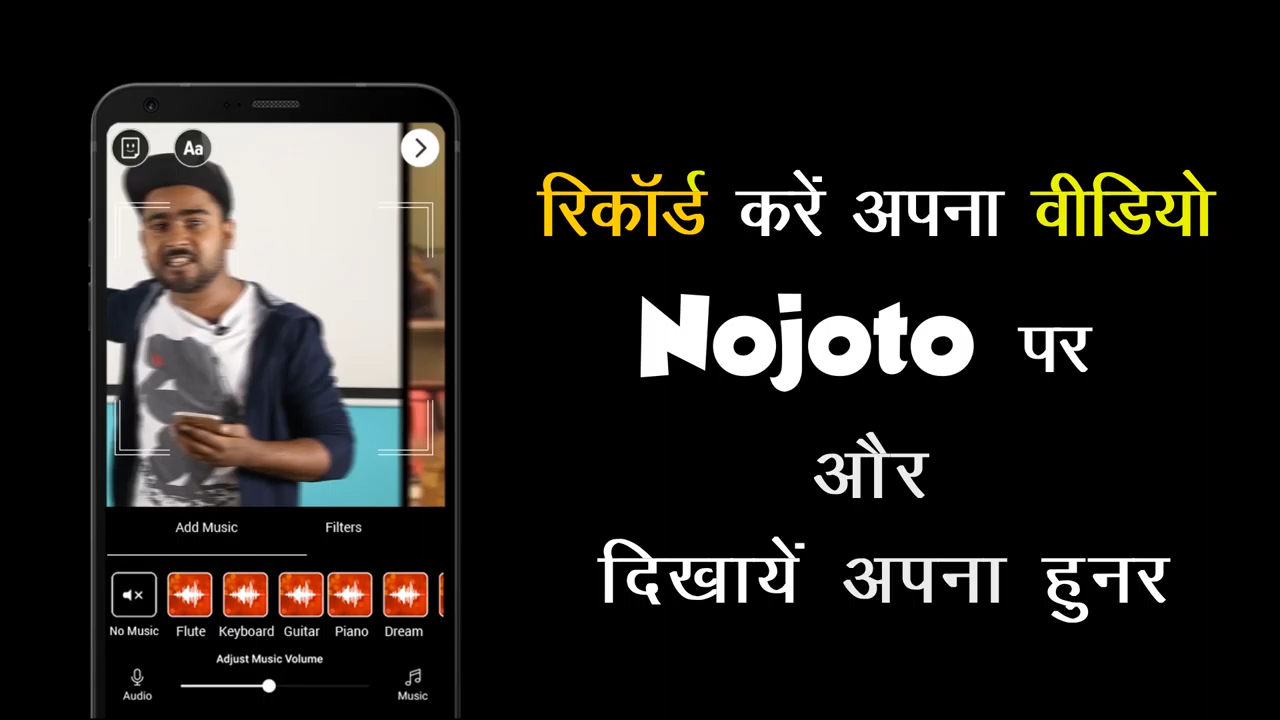 Aa
Add Music Filters
No Music Flute Keyboard Guitar Piano Dream
Adjust Music Volume
Audio Music
रिकॉर्ड करें अपना वीडियो
Nojoto पर
और
दिखायें अपना हुनर